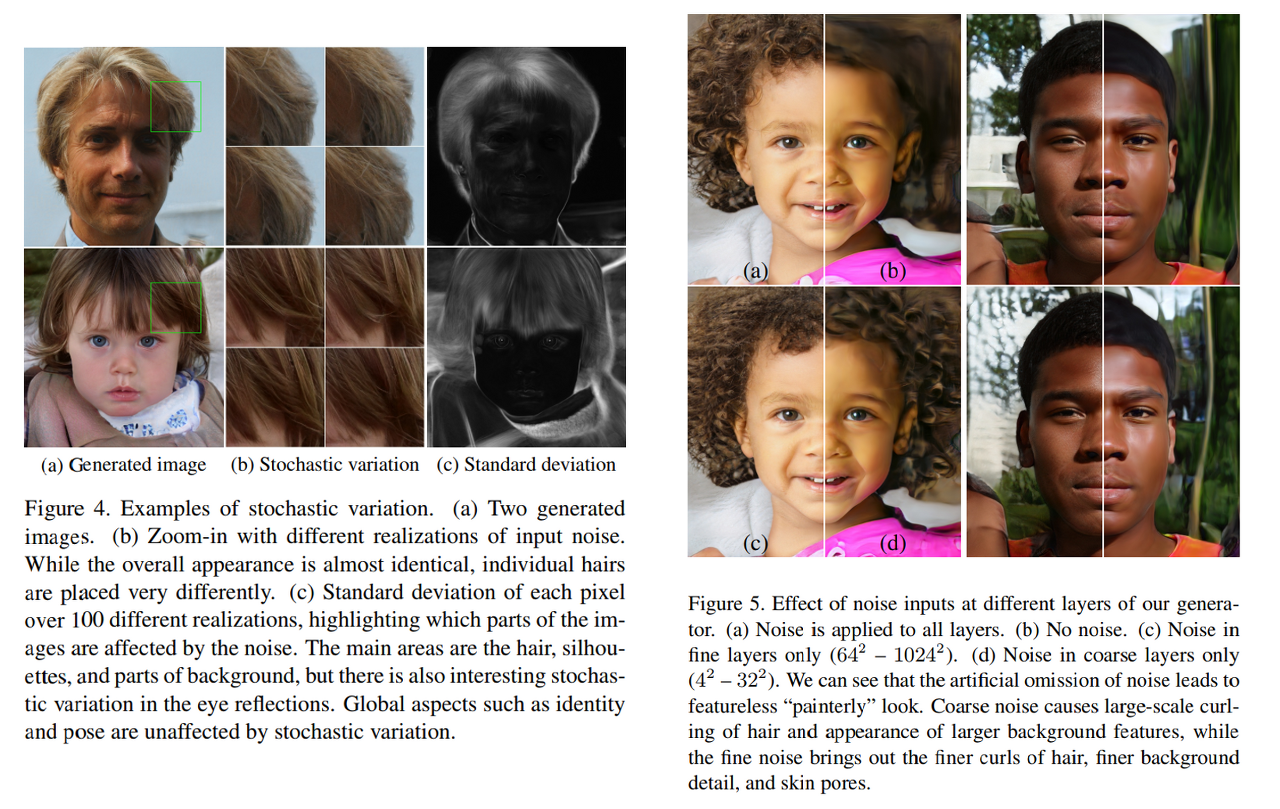 (a) Generated image (b) Stochastic variation (c) Standard deviation
Figure 4. Examples of stochastic variation. (a) Two generated
images. (b) Zoom-in with different realizations of input noise.
While the overall appearance is almost identical, individual hairs
are placed very differently. (c) Standard deviation of each pixel
over 100 different realizations, highlighting which parts of the im-
ages are affected by the noise. The main areas are the hair, silhou-
ettes, and parts of background, but there is also interesting stochas-
tic variation in the eye reflections. Global aspects such as identity
and pose are unaffected by stochastic variation.
(a) (b)
(c) (d)
Figure 5. Effect of noise inputs at different layers of our genera-
tor. (a) Noise is applied to all layers. (b) No noise. (c) Noise in
fine layers only (64² – 1024²). (d) Noise in coarse layers only
(4² – 32²). We can see that the artificial omission of noise leads to
featureless “painterly” look. Coarse noise causes large-scale curl-
ing of hair and appearance of larger background features, while
the fine noise brings out the finer curls of hair, finer background
detail, and skin pores.